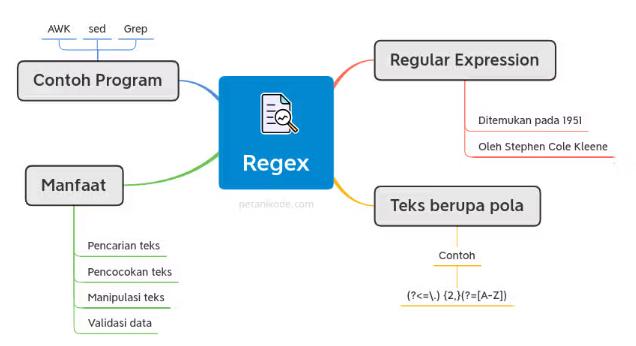 AWK sed Grep
Contoh Program
Regular Expression
Ditemukan pada 1951
Oleh Stephen Cole Kleene
Regex
petanikode.com
Manfaat
Pencarian teks
Pencocokan teks
Manipulasi teks
Validasi data
Teks berupa pola
Contoh
(?<=\.) {2,}(?=[A-Z])